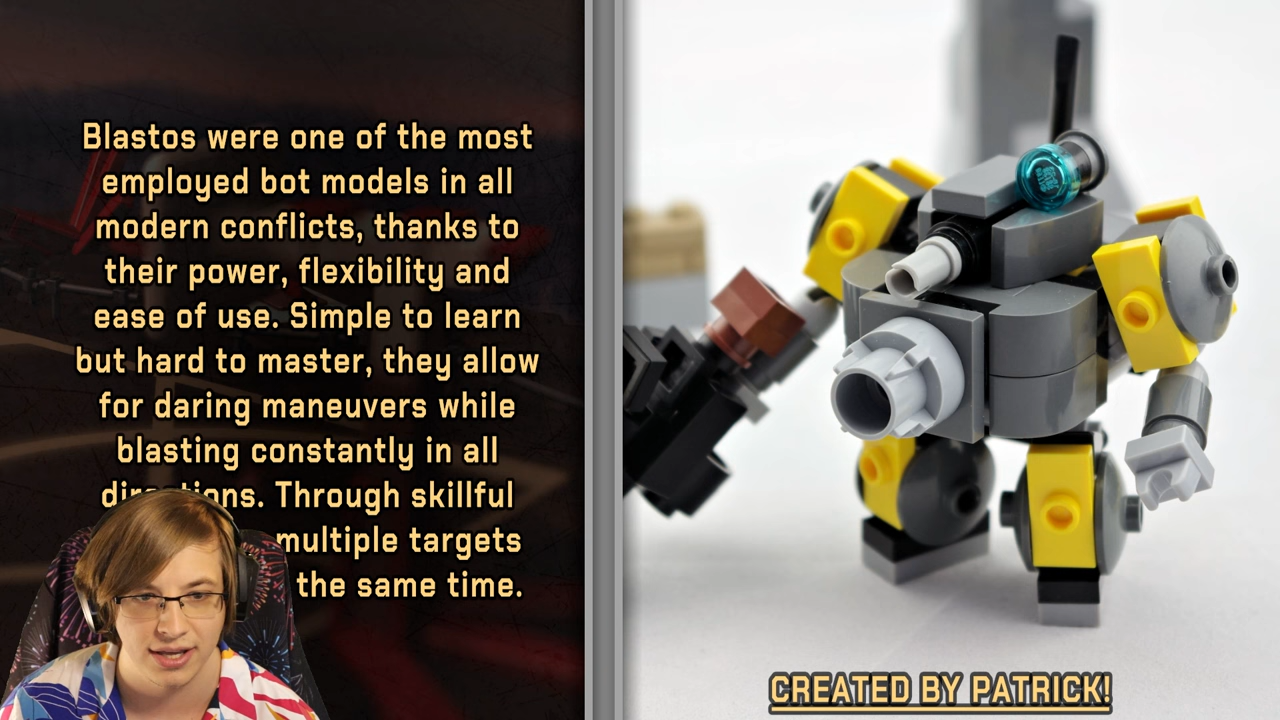 Blastos were one of the most
employed bot models in all
modern conflicts, thanks to
their power, flexibility and
ease of use. Simple to learn
but hard to master, they allow
for daring maneuvers while
blasting constantly in all
directions. Through skillful
multiple targets
the same time.
CREATED BY PATRICK!